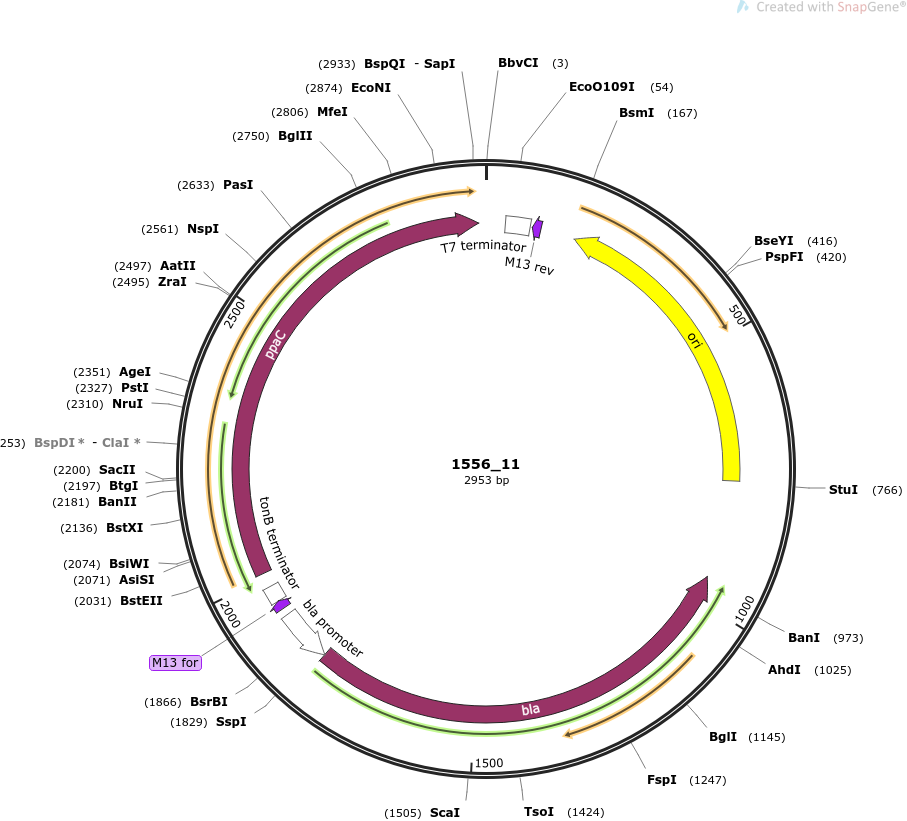 Created with SnapGene®
(2933) BspQI - SapI
BbvCI (3)
(2874) EcoNI
EcoO109I (54)
(2806) MfeI
BsmI (167)
(2750) BglII
(2633) PasI
(2561) NspI
BseYI (416)
PspFI (420)
(2497) AatII
(2495) ZraI
T7 terminator
M13 rev
2500
500
ppaC
ori
(2351) AgeI
(2327) PstI
(2310) NruI
253) BspDI * - ClaI *
(2200) SacII
(2197) BtgI
(2181) BanII
1556_11
2953 bp
StuI (766)
(2136) BstXI
tonB terminator
(2074) BsiWI
(2071) AsiSI
(2031) BstEII
2000
bla promoter
1000
BanI (973)
M13 for
AhdI (1025)
(1866) BsrBI
(1829) SspI
bla
BglI (1145)
1500
FspI (1247)
(1505) ScaI
TsoI (1424)